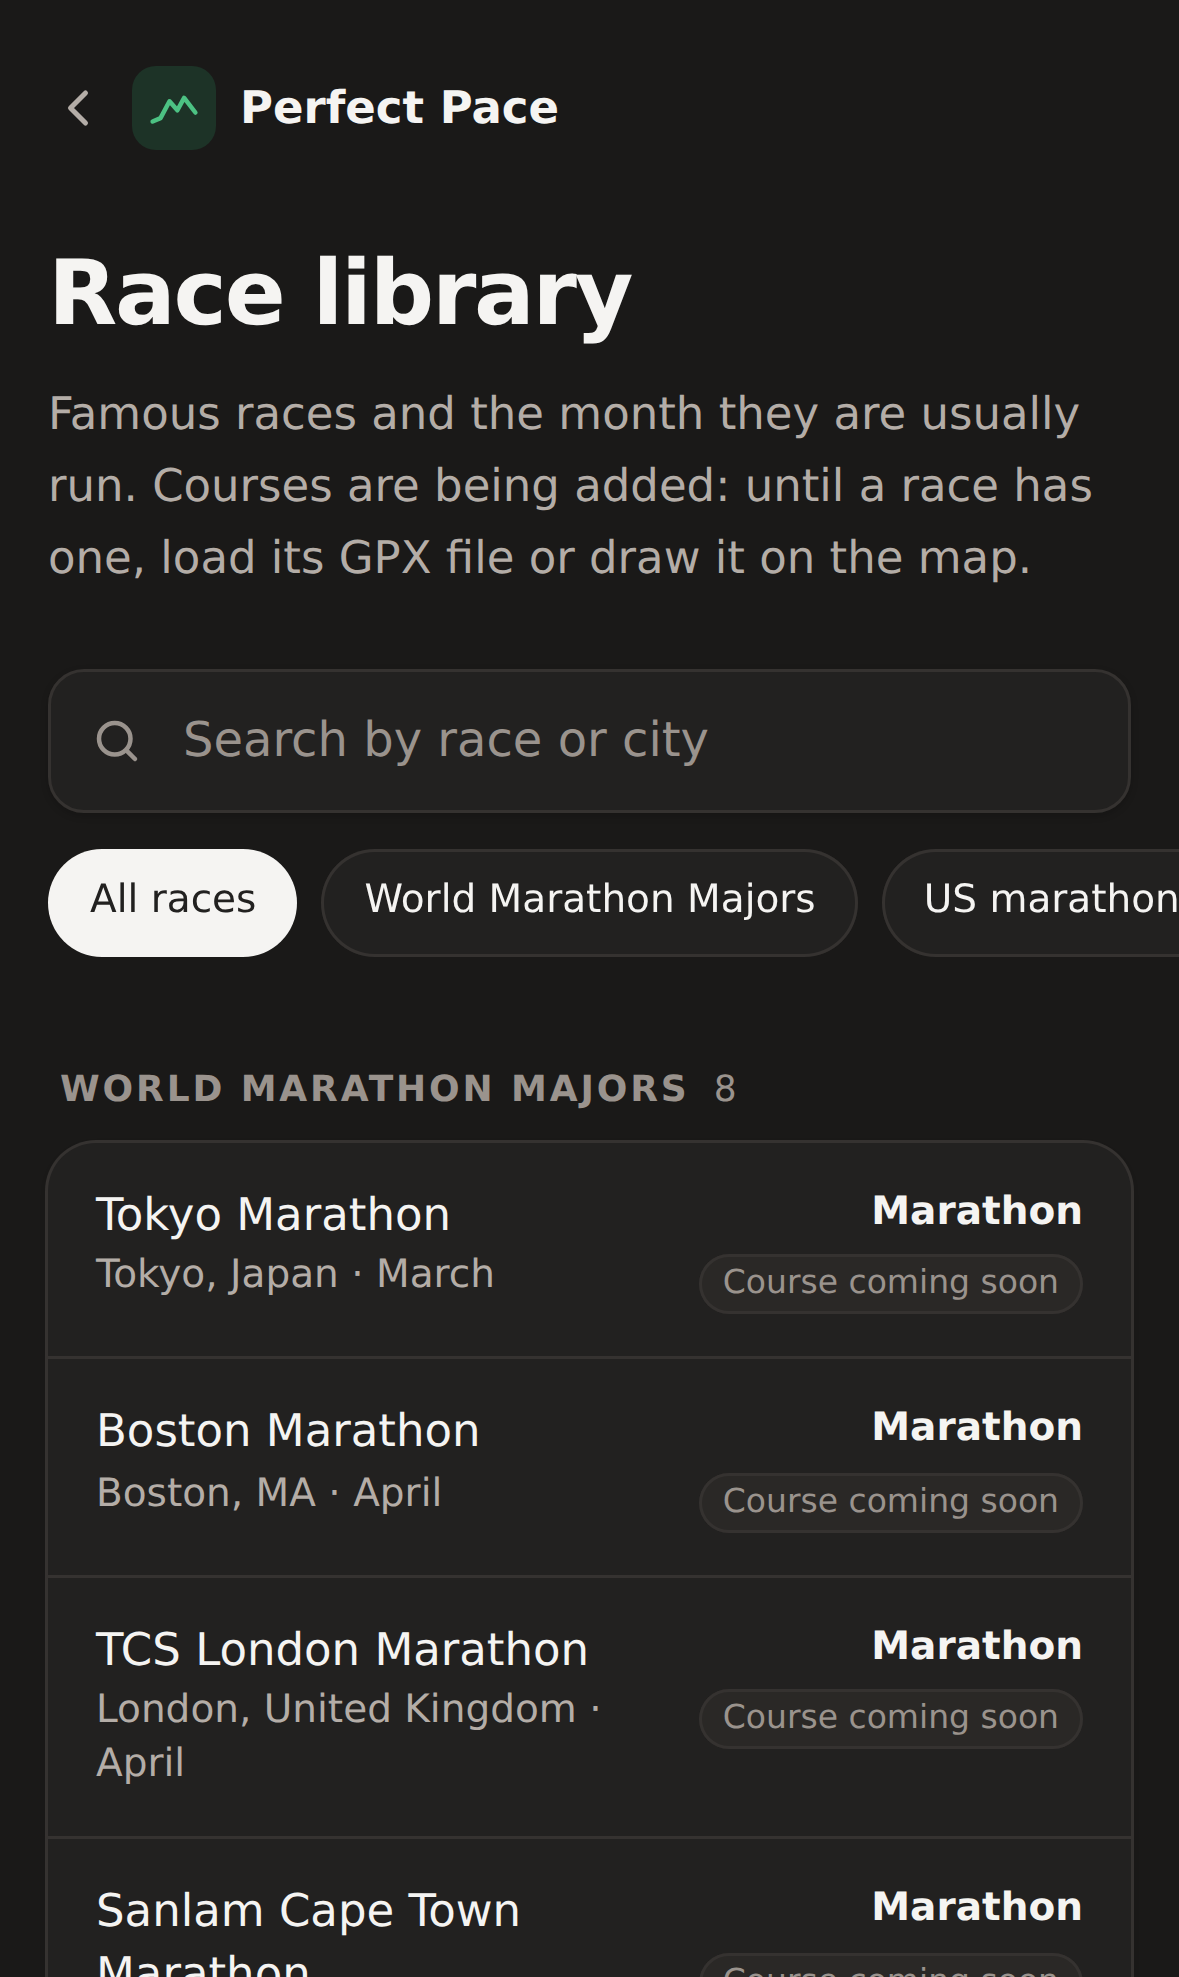 Perfect Pace
Race library
Famous races and the month they are usually
run. Courses are being added: until a race has
one, load its GPX file or draw it on the map.
Search by race or city
All races
World Marathon Majors
US marathon
WORLD MARATHON MAJORS 8
Tokyo Marathon
Marathon
Tokyo, Japan · March
Course coming soon
Boston Marathon
Marathon
Boston, MA · April
Course coming soon
TCS London Marathon
Marathon
London, United Kingdom ·
April
Course coming soon
Sanlam Cape Town
Marathon
Marathon
Course coming soon